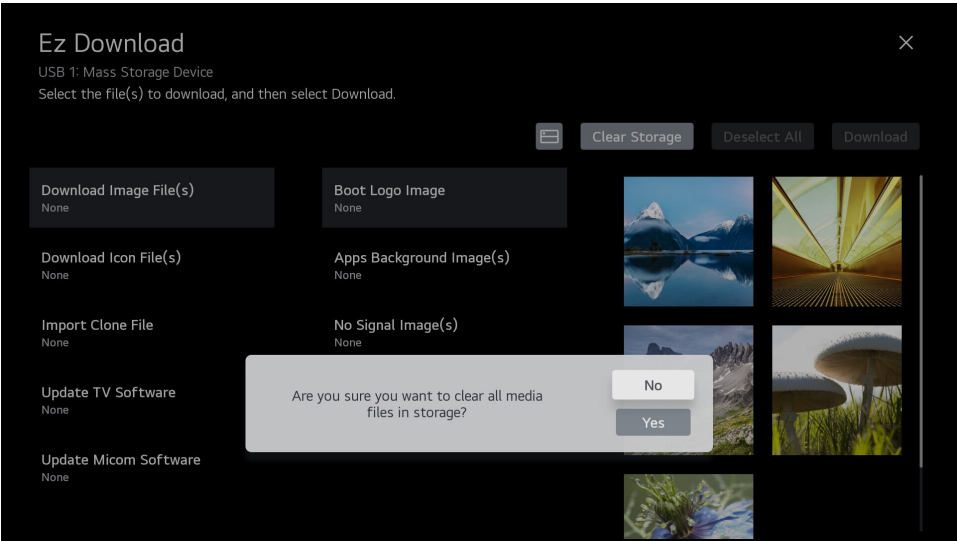 Ez Download
USB 1: Mass Storage Device
Select the file(s) to download, and then select Download.
Clear Storage
Deselect All
Download
Download Image File(s)
None
Download Icon File(s)
None
Import Clone File
None
Update TV Software
None
Update Micom Software
None
Boot Logo Image
None
Apps Background Image(s)
None
No Signal Image(s)
None
Are you sure you want to clear all media
files in storage?
No
Yes